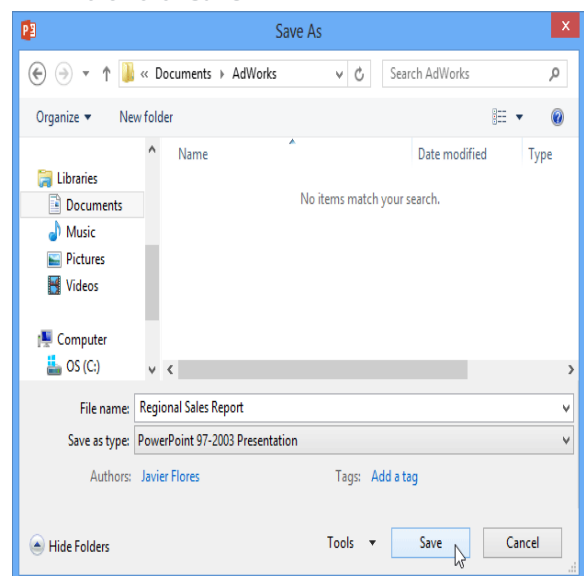 Save As
« Documents AdWorks Search AdWorks
Organize New folder
Name Date modified Type
No items match your search.
Libraries
Documents
Music
Pictures
Videos
Computer
OS (C:)
File name: Regional Sales Report
Save as type: PowerPoint 97-2003 Presentation
Authors: Javier Flores Tags: Add a tag
Hide Folders Tools Save Cancel